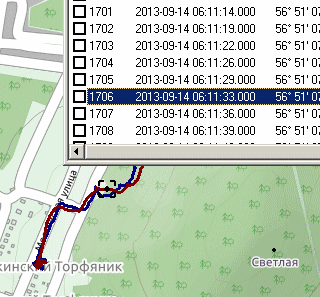 1701 2013-09-14 06:11:14.000 56° 51' 07
1702 2013-09-14 06:11:19.000 56° 51' 07
1703 2013-09-14 06:11:22.000 56° 51' 07
1704 2013-09-14 06:11:26.000 56° 51' 07
1705 2013-09-14 06:11:29.000 56° 51' 07
1706 2013-09-14 06:11:33.000 56° 51' 07
1707 2013-09-14 06:11:36.000 56° 51' 07
1708 2013-09-14 06:11:39.000 56° 51' 07
улица
кинский Торфяник
Светлая